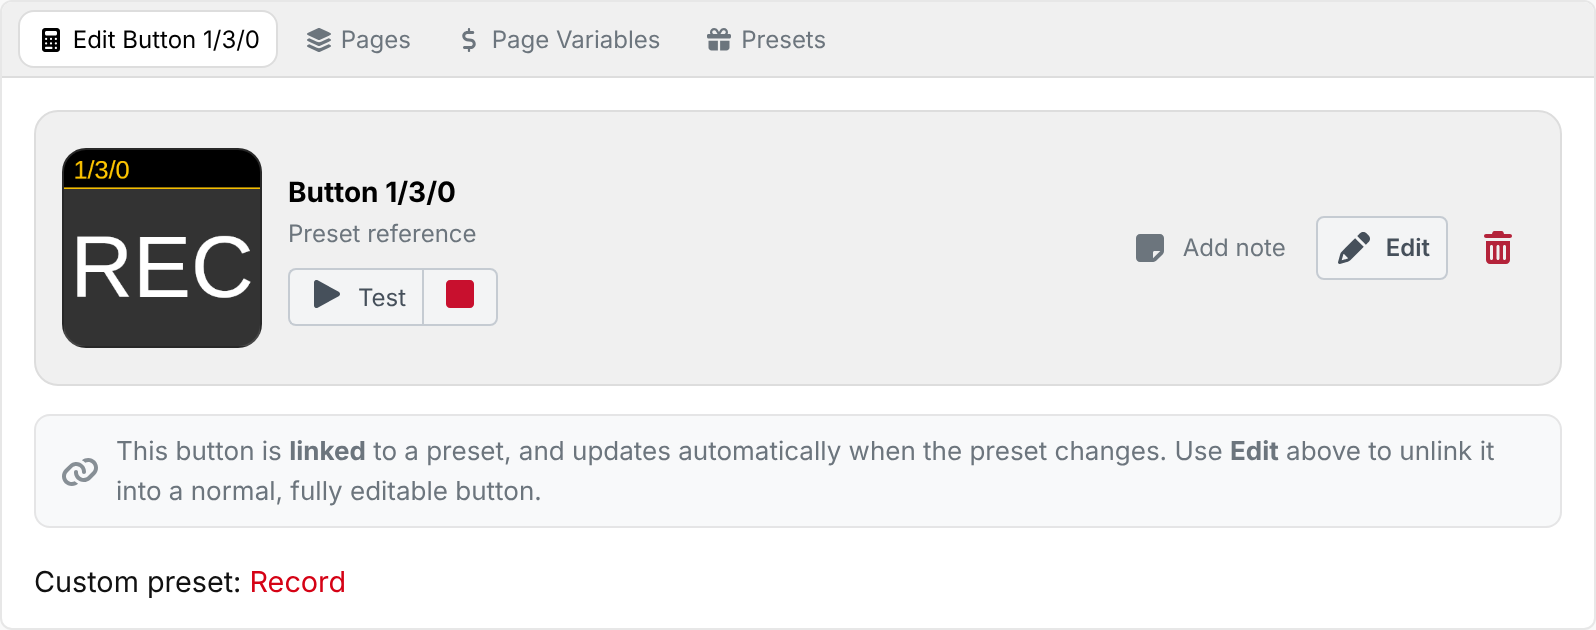 Edit Button 1/3/0
Pages
Page Variables
Presets
1/3/0
REC
Button 1/3/0
Preset reference
Test
Add note
Edit
This button is linked to a preset, and updates automatically when the preset changes. Use Edit above to unlink it
into a normal, fully editable button.
Custom preset: Record